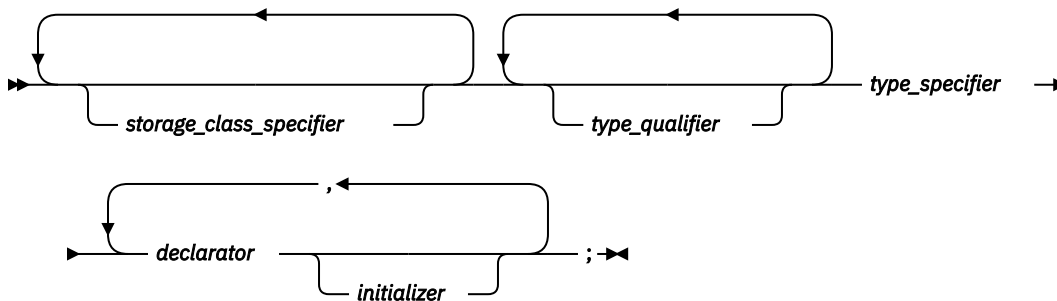 type_specifier
storage_class_specifier type_qualifier
,
declarator ;
initializer